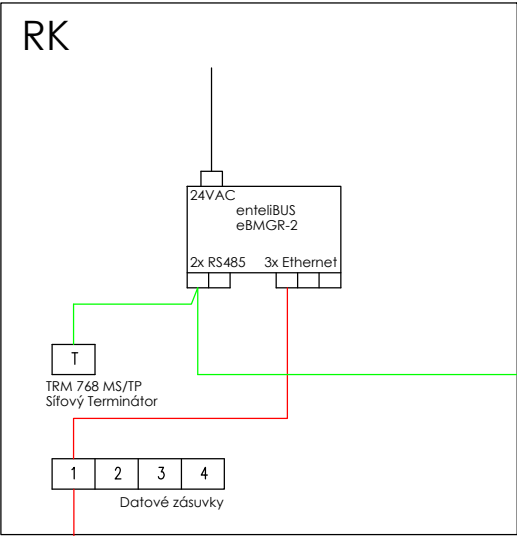 RK
24VAC
enteliBUS
eBMGR-2
2x RS485 3x Ethernet
T
TRM 768 MS/TP
Síťový Terminátor
1 2 3 4
Datové zásuvky